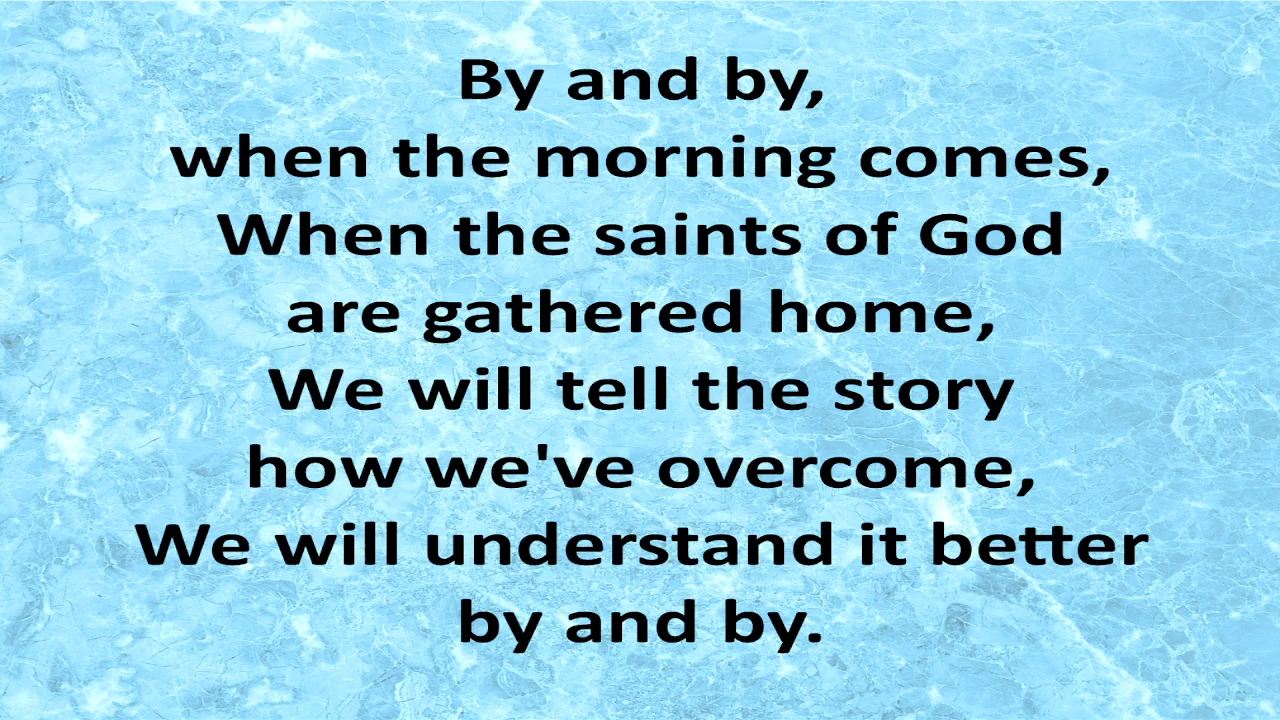 By and by,
when the morning comes,
When the saints of God
are gathered home,
We will tell the story
how we've overcome,
We will understand it better
by and by.